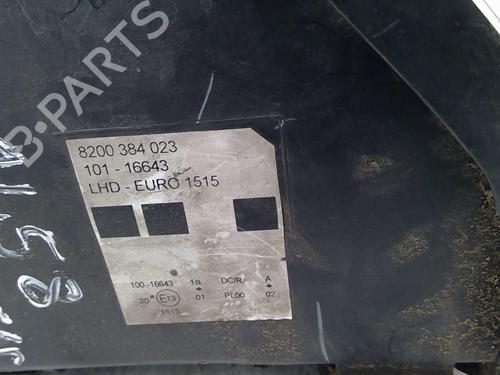 B-PARTS
8200 384 023
101 - 16643
LHD - EURO 1515
100-16643 1a DC/R A
20° E13 01 PL00 02
1515